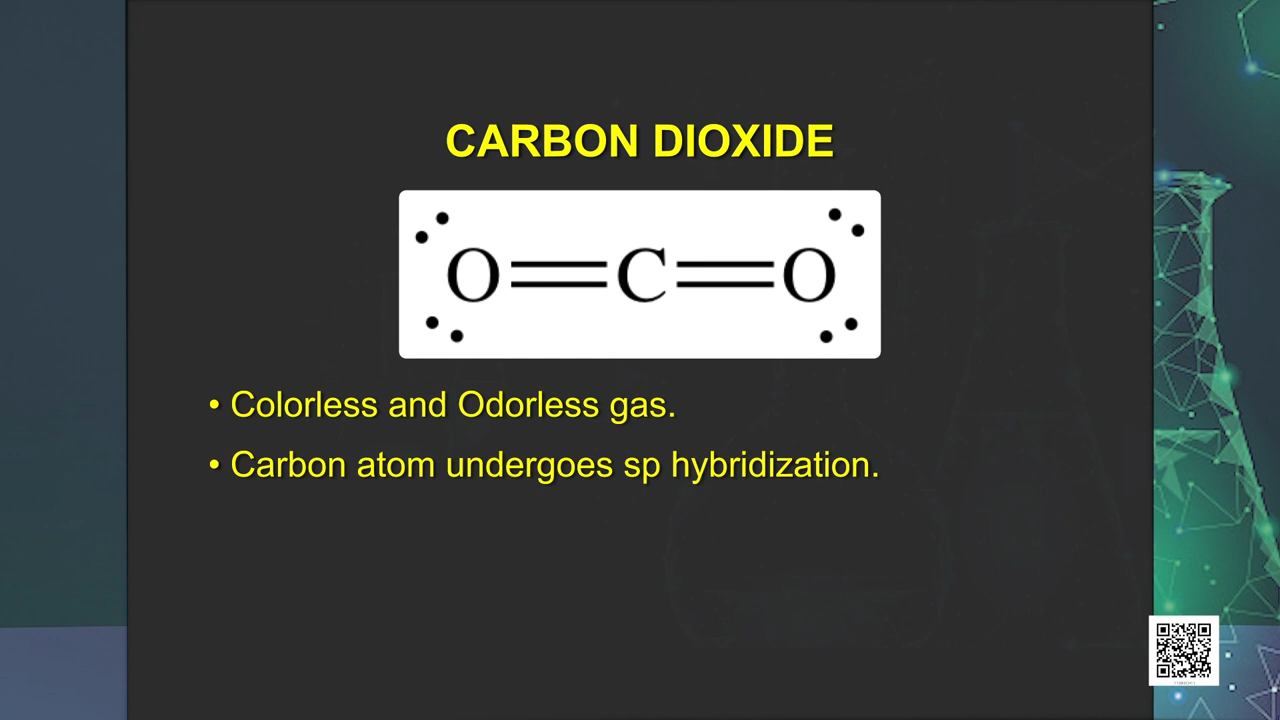 CARBON DIOXIDE
O=C=O
• Colorless and Odorless gas.
• Carbon atom undergoes sp hybridization.